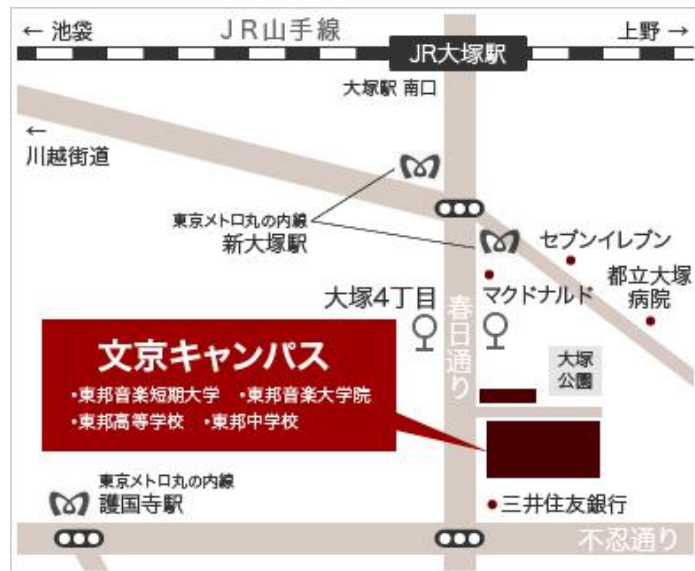 ← 池袋
JR山手線
上野 →
JR大塚駅
大塚駅 南口
←
川越街道
東京メトロ丸の内線
新大塚駅
セブンイレブン
都立大塚
病院
マクドナルド
大塚4丁目
春日通り
大塚
公園
文京キャンパス
・東邦音楽短期大学 ・東邦音楽大学院
・東邦高等学校 ・東邦中学校
東京メトロ丸の内線
護国寺駅
三井住友銀行
不忍通り